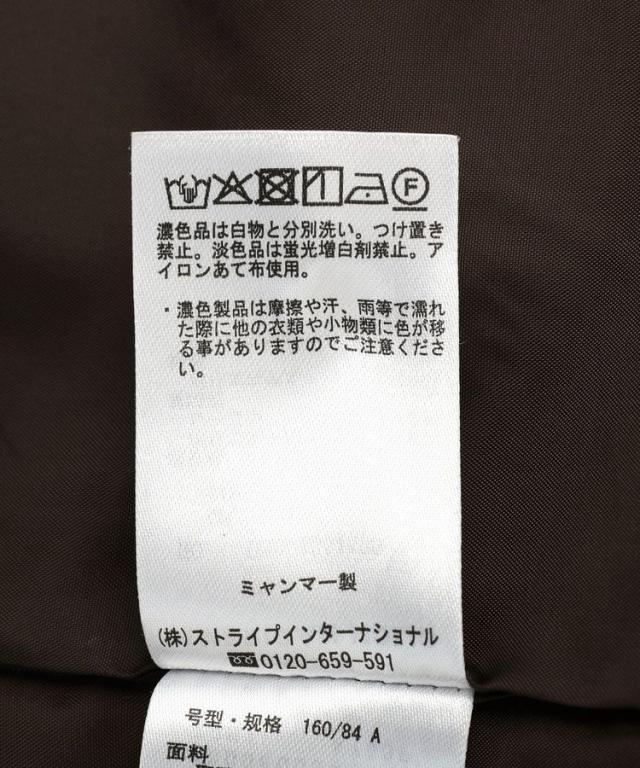 F
濃色品は白物と分別洗い。つけ置き
禁止。淡色品は蛍光増白剤禁止。ア
イロンあて布使用。
・濃色製品は摩擦や汗、雨等で濡れ
た際に他の衣類や小物類に色が移
る事がありますのでご注意くださ
い。
ミャンマー製
(株)ストライプインターナショナル
0120-659-591
号型・规格 160/84 A
面料